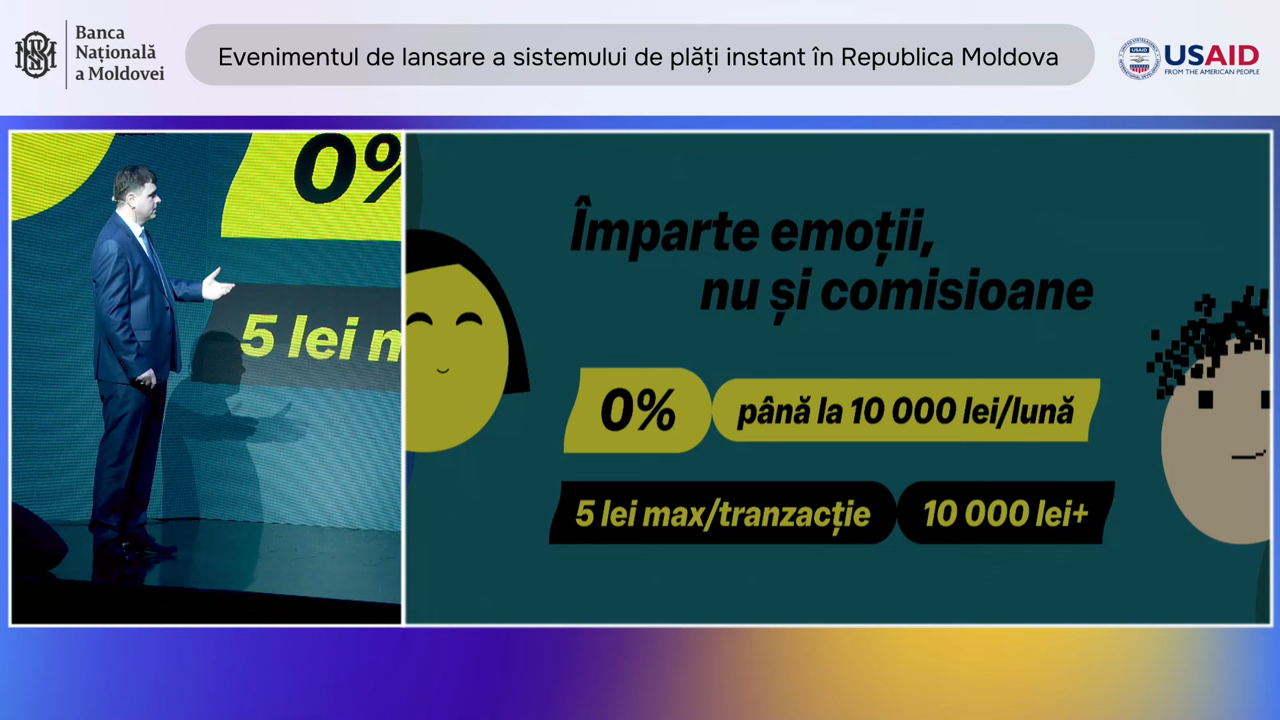 Banca
Națională
a Moldovei
Evenimentul de lansare a sistemului de plăți instant în Republica Moldova
USAID
USAID
FROM THE AMERICAN PEOPLE
0%
5 lei m
Împarte emoții,
nu și comisioane
0% până la 10 000 lei/lună
5 lei max/tranzacție 10 000 lei+